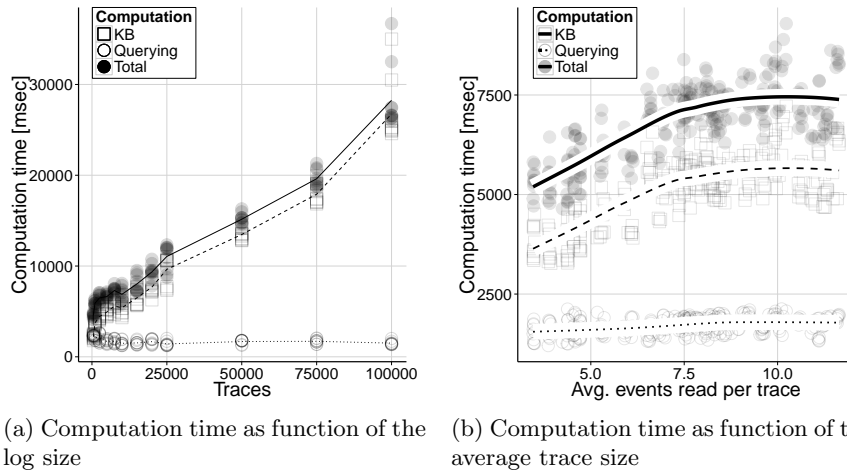 Computation
KB
Querying
Total
Computation time [msec]
30000
20000
10000
0
0
25000
50000
75000
100000
Traces
(a) Computation time as function of the
log size
Computation
KB
Querying
Total
Computation time [msec]
7500
5000
2500
5.0
7.5
10.0
Avg. events read per trace
(b) Computation time as function of t
average trace size